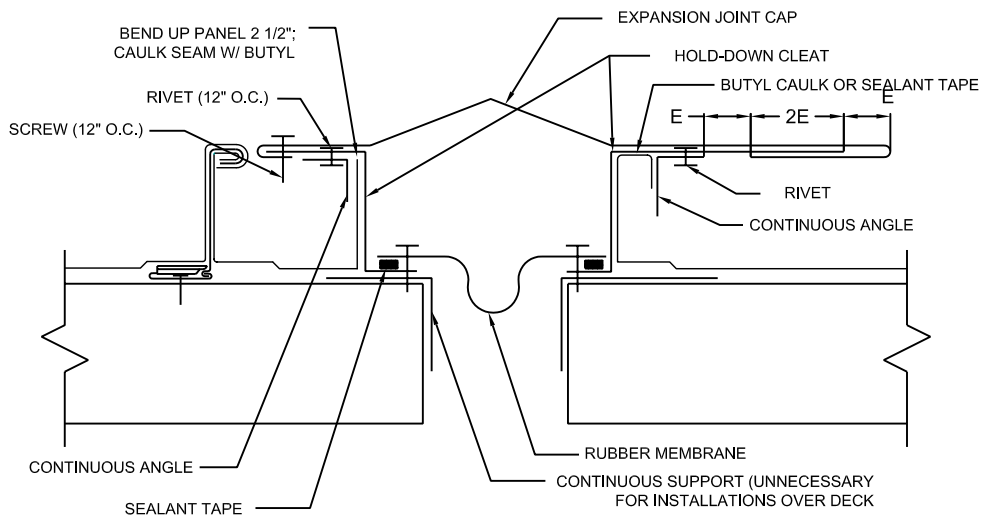 EXPANSION JOINT CAP
BEND UP PANEL 2 1/2";
CAULK SEAM W/ BUTYL
HOLD-DOWN CLEAT
BUTYL CAULK OR SEALANT TAPE
RIVET (12" O.C.)
SCREW (12" O.C.)
E
2E
E
RIVET
CONTINUOUS ANGLE
RUBBER MEMBRANE
CONTINUOUS ANGLE
CONTINUOUS SUPPORT (UNNECESSARY
FOR INSTALLATIONS OVER DECK
SEALANT TAPE